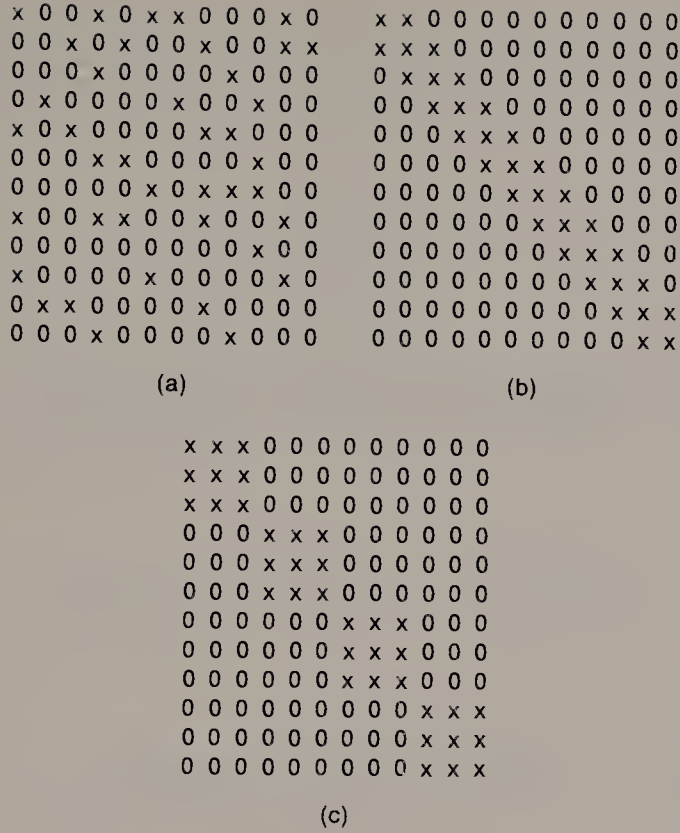 x 0 0 x 0 x x 0 0 0 x 0
0 0 x 0 x 0 0 x 0 0 x x
0 0 0 x 0 0 0 0 x 0 0 0
0 x 0 0 0 0 x 0 0 x 0 0
x 0 x 0 0 0 0 x x 0 0 0
0 0 0 x x 0 0 0 0 x 0 0
0 0 0 0 0 x 0 x x x 0 0
x 0 0 x x 0 0 x 0 0 x 0
0 0 0 0 0 0 0 0 0 x 0 0
x 0 0 0 0 x 0 0 0 0 x 0
0 x x 0 0 0 0 x 0 0 0 0
0 0 0 x 0 0 0 0 x 0 0 0
(a)
x x 0 0 0 0 0 0 0 0 0 0
x x x 0 0 0 0 0 0 0 0 0
0 x x x 0 0 0 0 0 0 0 0
0 0 x x x 0 0 0 0 0 0 0
0 0 0 x x x 0 0 0 0 0 0
0 0 0 0 x x x 0 0 0 0 0
0 0 0 0 0 x x x 0 0 0 0
0 0 0 0 0 0 x x x 0 0 0
0 0 0 0 0 0 0 x x x 0 0
0 0 0 0 0 0 0 0 x x x 0
0 0 0 0 0 0 0 0 0 x x x
0 0 0 0 0 0 0 0 0 0 x x
(b)
x x x 0 0 0 0 0 0 0 0 0
x x x 0 0 0 0 0 0 0 0 0
x x x 0 0 0 0 0 0 0 0 0
0 0 0 x x x 0 0 0 0 0 0
0 0 0 x x x 0 0 0 0 0 0
0 0 0 x x x 0 0 0 0 0 0
0 0 0 0 0 0 x x x 0 0 0
0 0 0 0 0 0 x x x 0 0 0
0 0 0 0 0 0 x x x 0 0 0
0 0 0 0 0 0 0 0 0 x x x
0 0 0 0 0 0 0 0 0 x x x
0 0 0 0 0 0 0 0 0 x x x
(c)